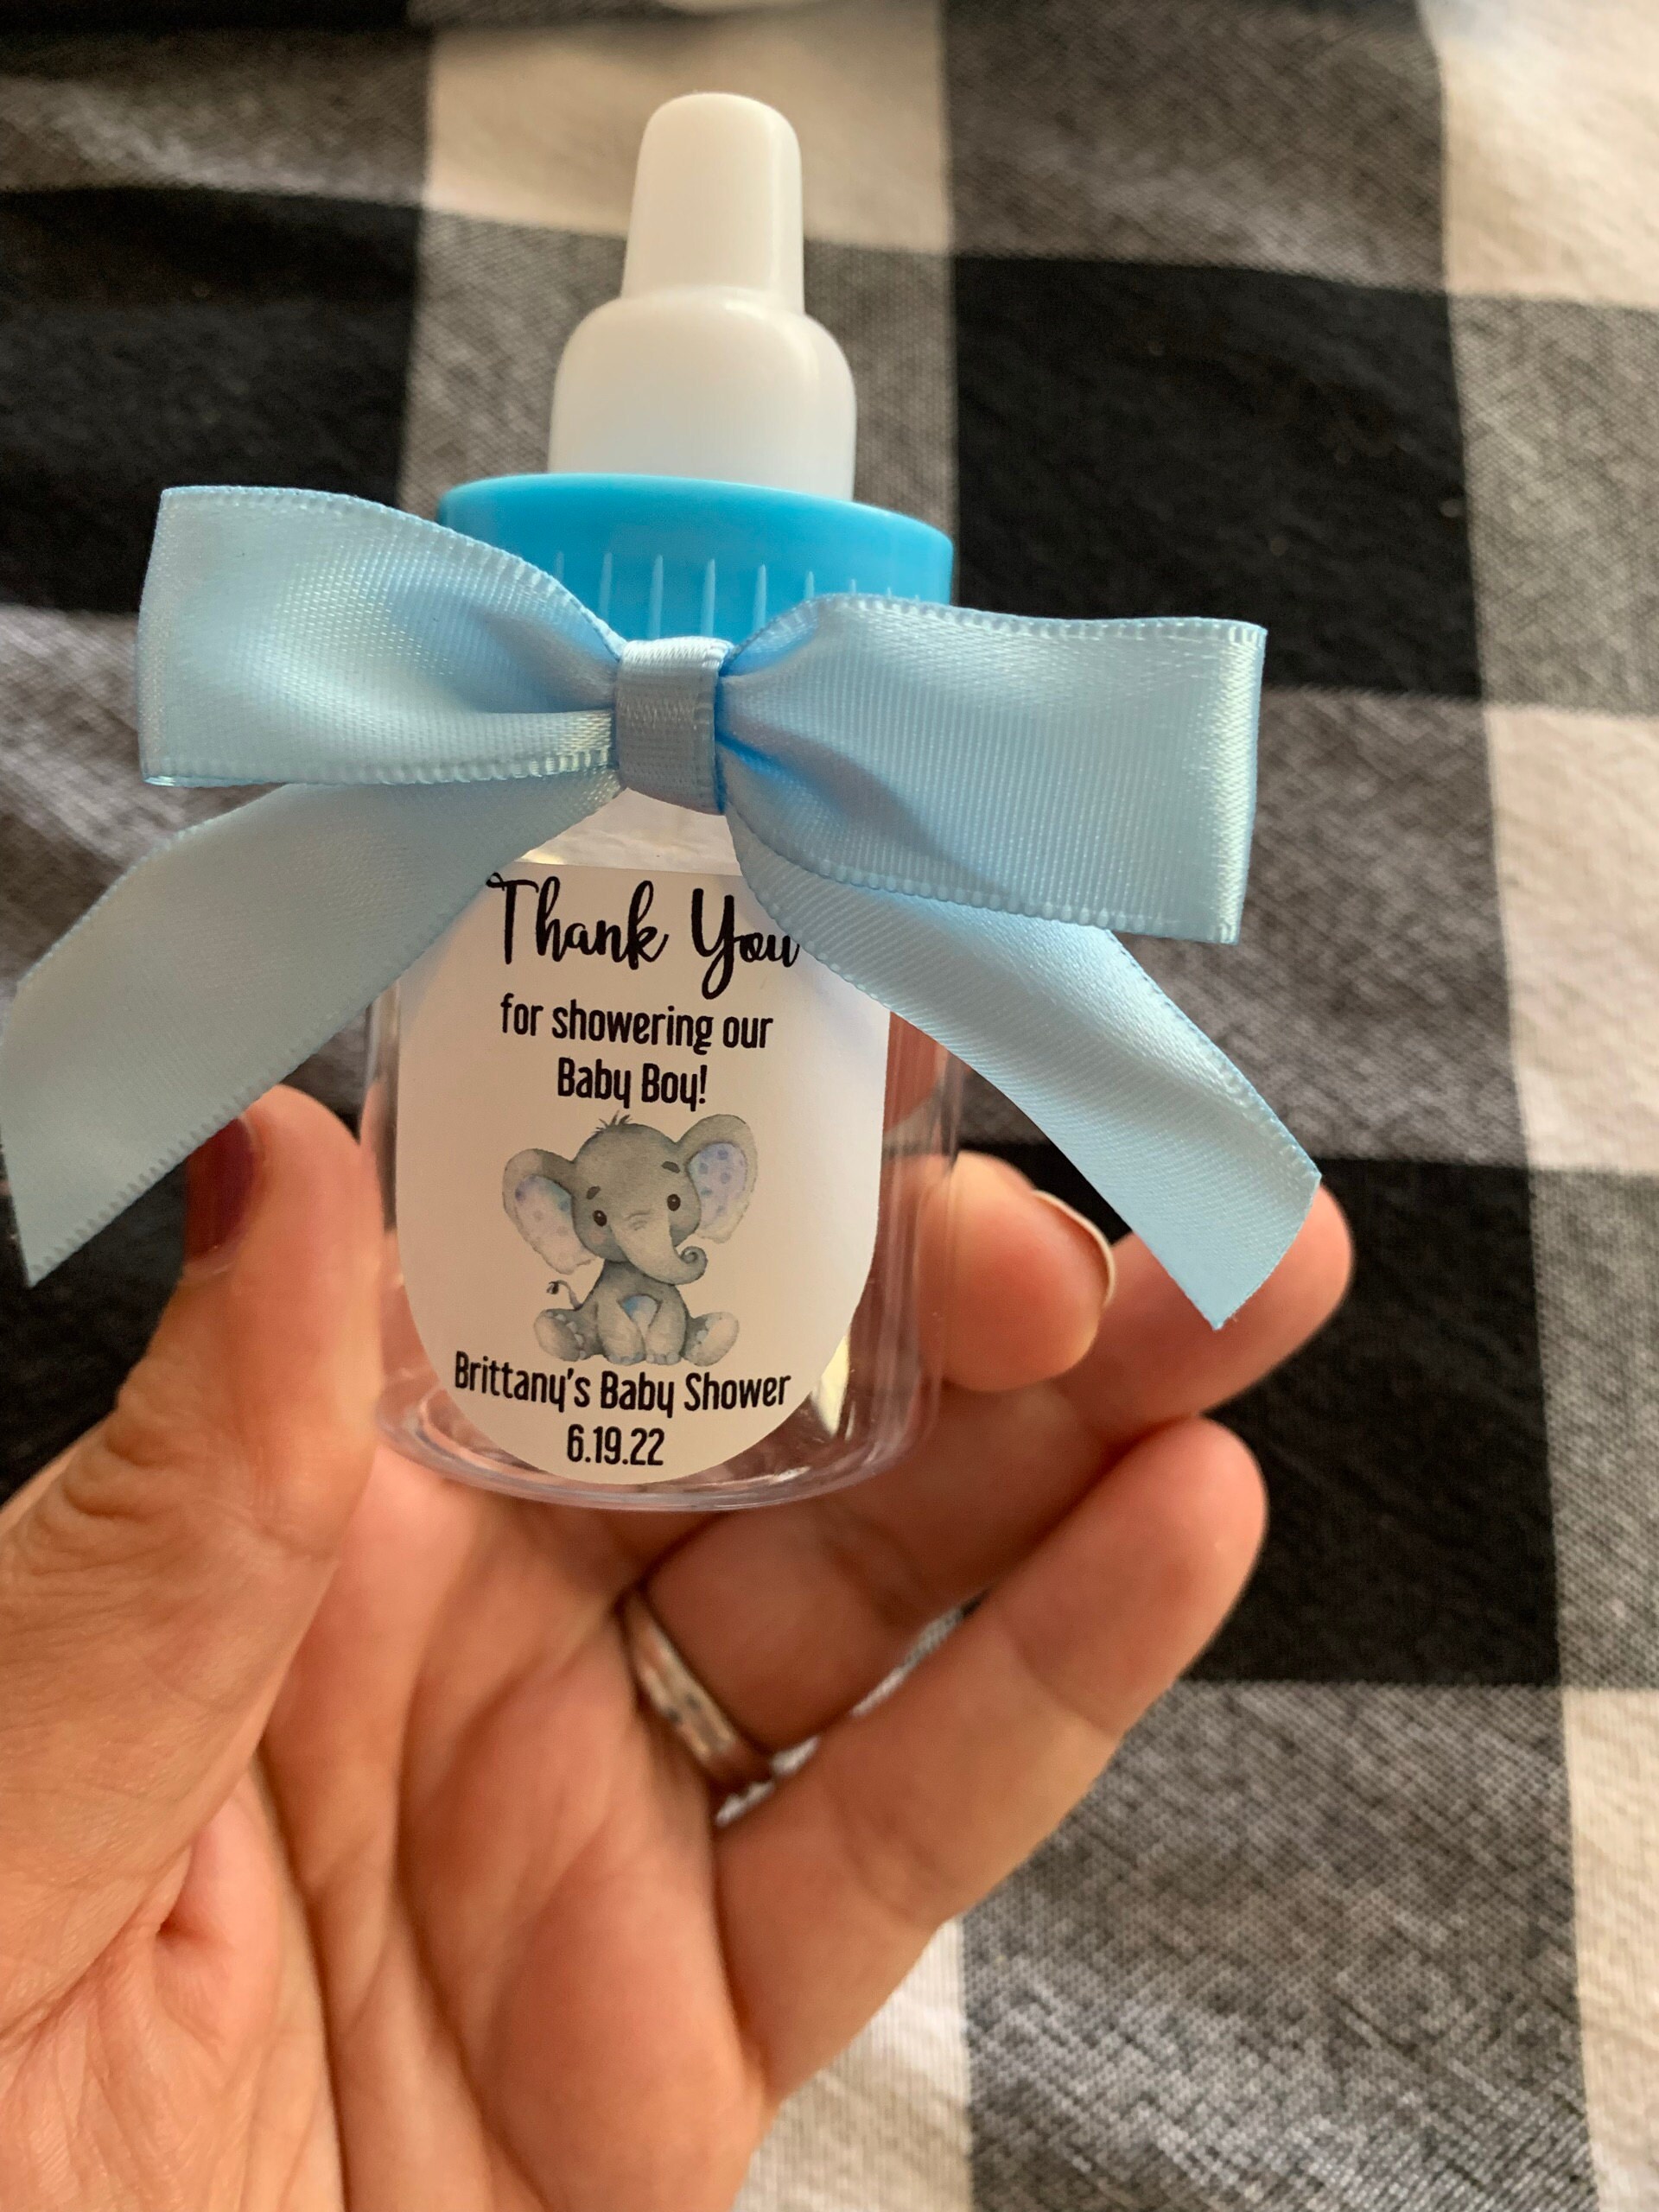 Thank You
for showering our
Baby Boy!
Brittany's Baby Shower
6.19.22